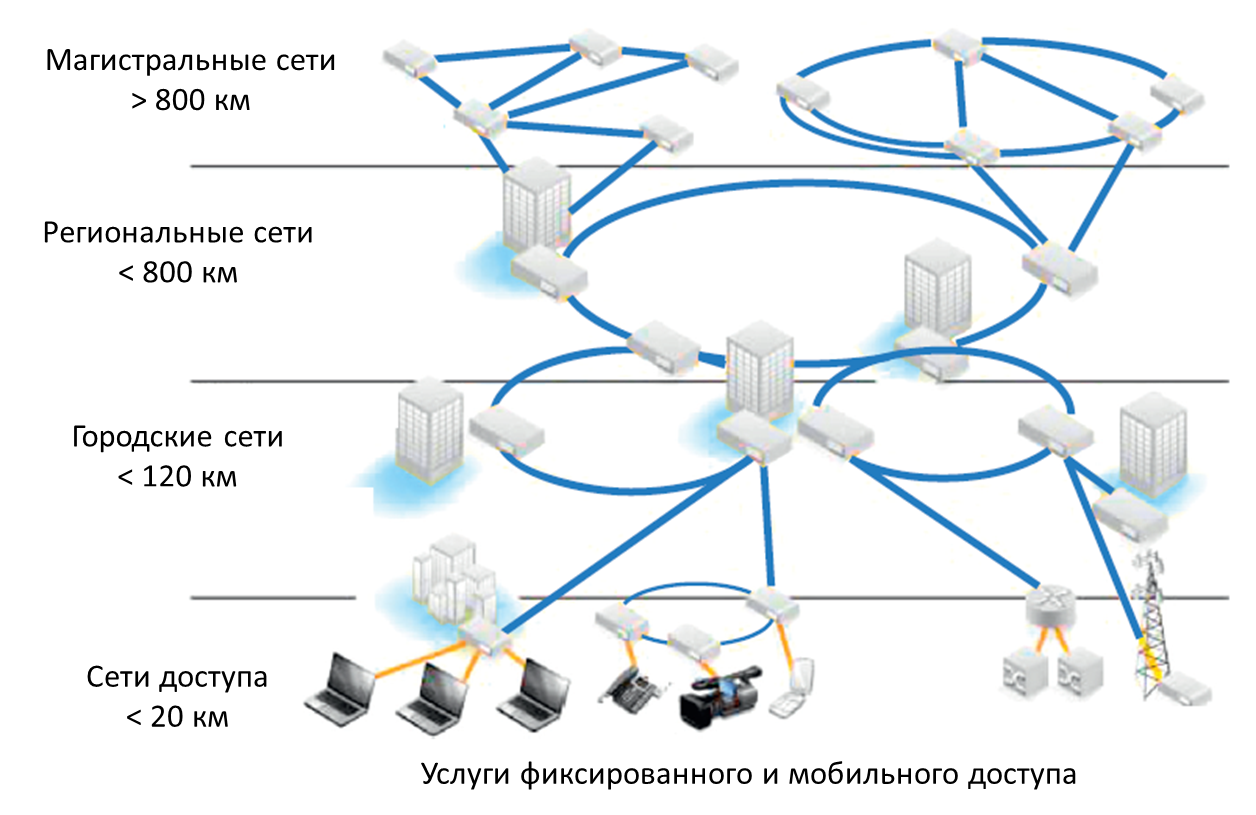 Магистральные сети
> 800 км
Региональные сети
< 800 км
Городские сети
< 120 км
Сети доступа
< 20 км
Услуги фиксированного и мобильного доступа